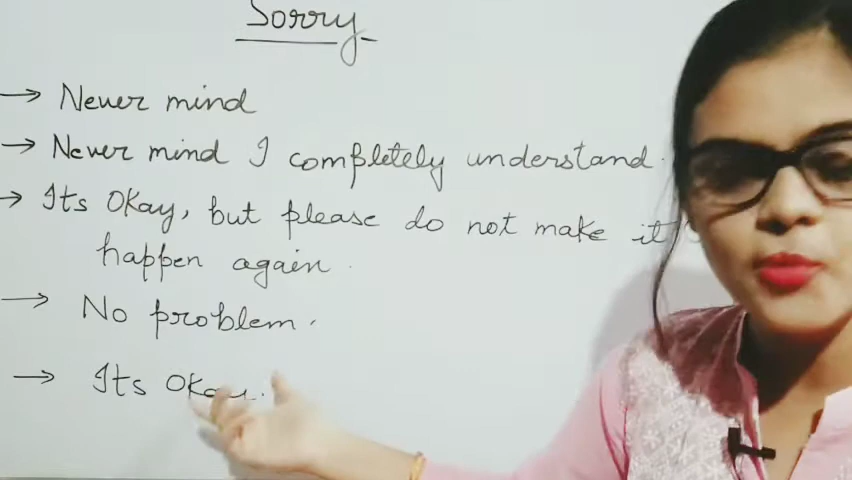 Sorry
→ Never mind
→ Never mind I completely understand.
→ Its Okay, but please do not make it
happen again.
→ No problem.
→ Its Okay.